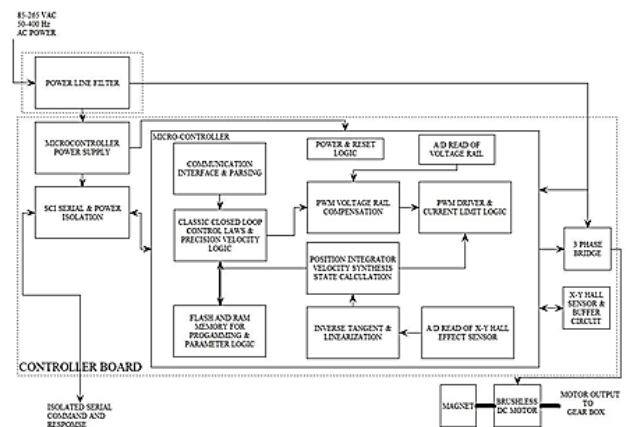 85-265 VAC
50-400 Hz
AC POWER
POWER LINE FILTER
MICROCONTROLLER
POWER SUPPLY
SCI SERIAL & POWER
ISOLATION
MICRO-CONTROLLER
COMMUNICATION
INTERFACE & PARSING
POWER & RESET
LOGIC
A/D READ OF
VOLTAGE RAIL
CLASSIC CLOSED LOOP
CONTROL LAWS &
PRECISION VELOCITY
LOGIC
PWM VOLTAGE RAIL
COMPENSATION
PWM DRIVER &
CURRENT LIMIT LOGIC
POSITION INTEGRATOR
VELOCITY SYNTHESIS
STATE CALCULATION
3 PHASE
BRIDGE
FLASH AND RAM
MEMORY FOR
PROGAMMING &
PARAMETER LOGIC
INVERSE TANGENT &
LINEARIZATION
A/D READ OF X-Y HALL
EFFECT SENSOR
X-Y HALL
SENSOR &
BUFFER
CIRCUIT
CONTROLLER BOARD
ISOLATED SERIAL
COMMAND AND
RESPONSE
MAGNET
BRUSHLESS
DC MOTOR
MOTOR OUTPUT
TO
GEAR BOX